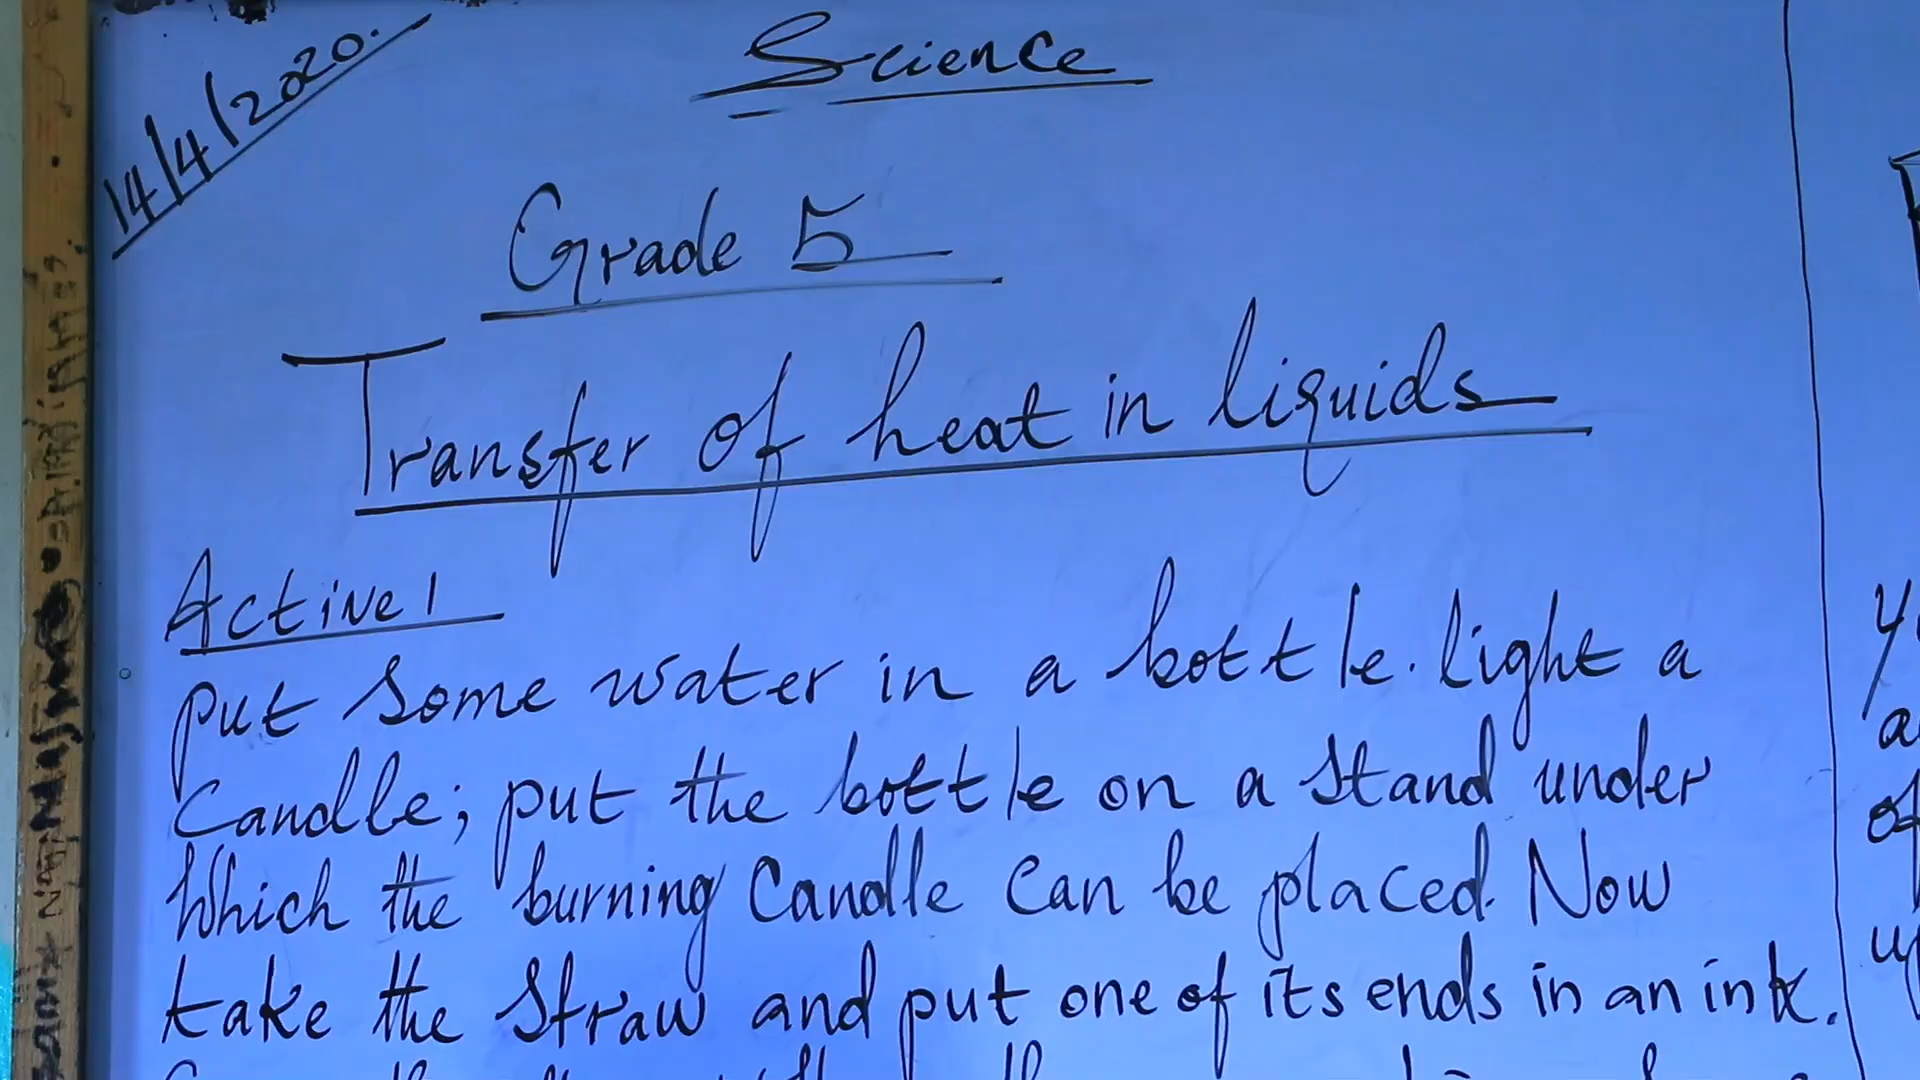 14/4/2020.
Science
Grade 5
Transfer of heat in liquids
Active 1
put some water in a bottle. light a
Candle; put the bottle on a stand under
Which the burning Candle Can be placed. Now
take the straw and put one of its ends in an ink.